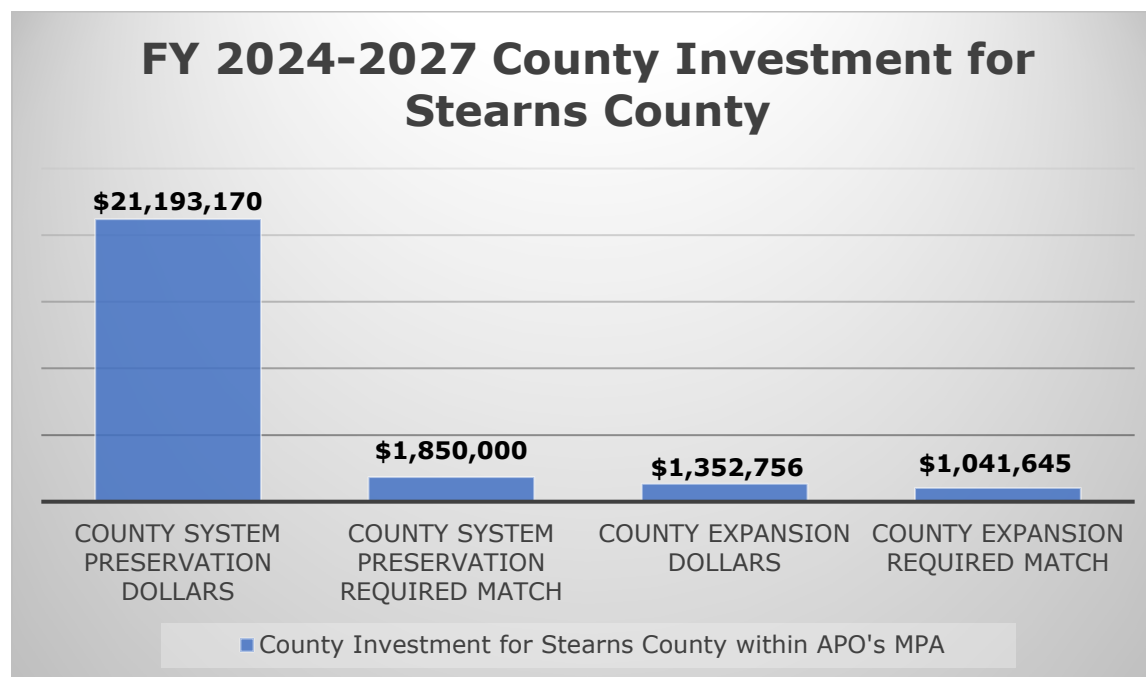 FY 2024-2027 County Investment for
Stearns County
$21,193,170
$1,850,000
$1,352,756
$1,041,645
COUNTY SYSTEM
PRESERVATION
DOLLARS
COUNTY SYSTEM
PRESERVATION
REQUIRED MATCH
COUNTY EXPANSION
DOLLARS
COUNTY EXPANSION
REQUIRED MATCH
County Investment for Stearns County within APO's MPA